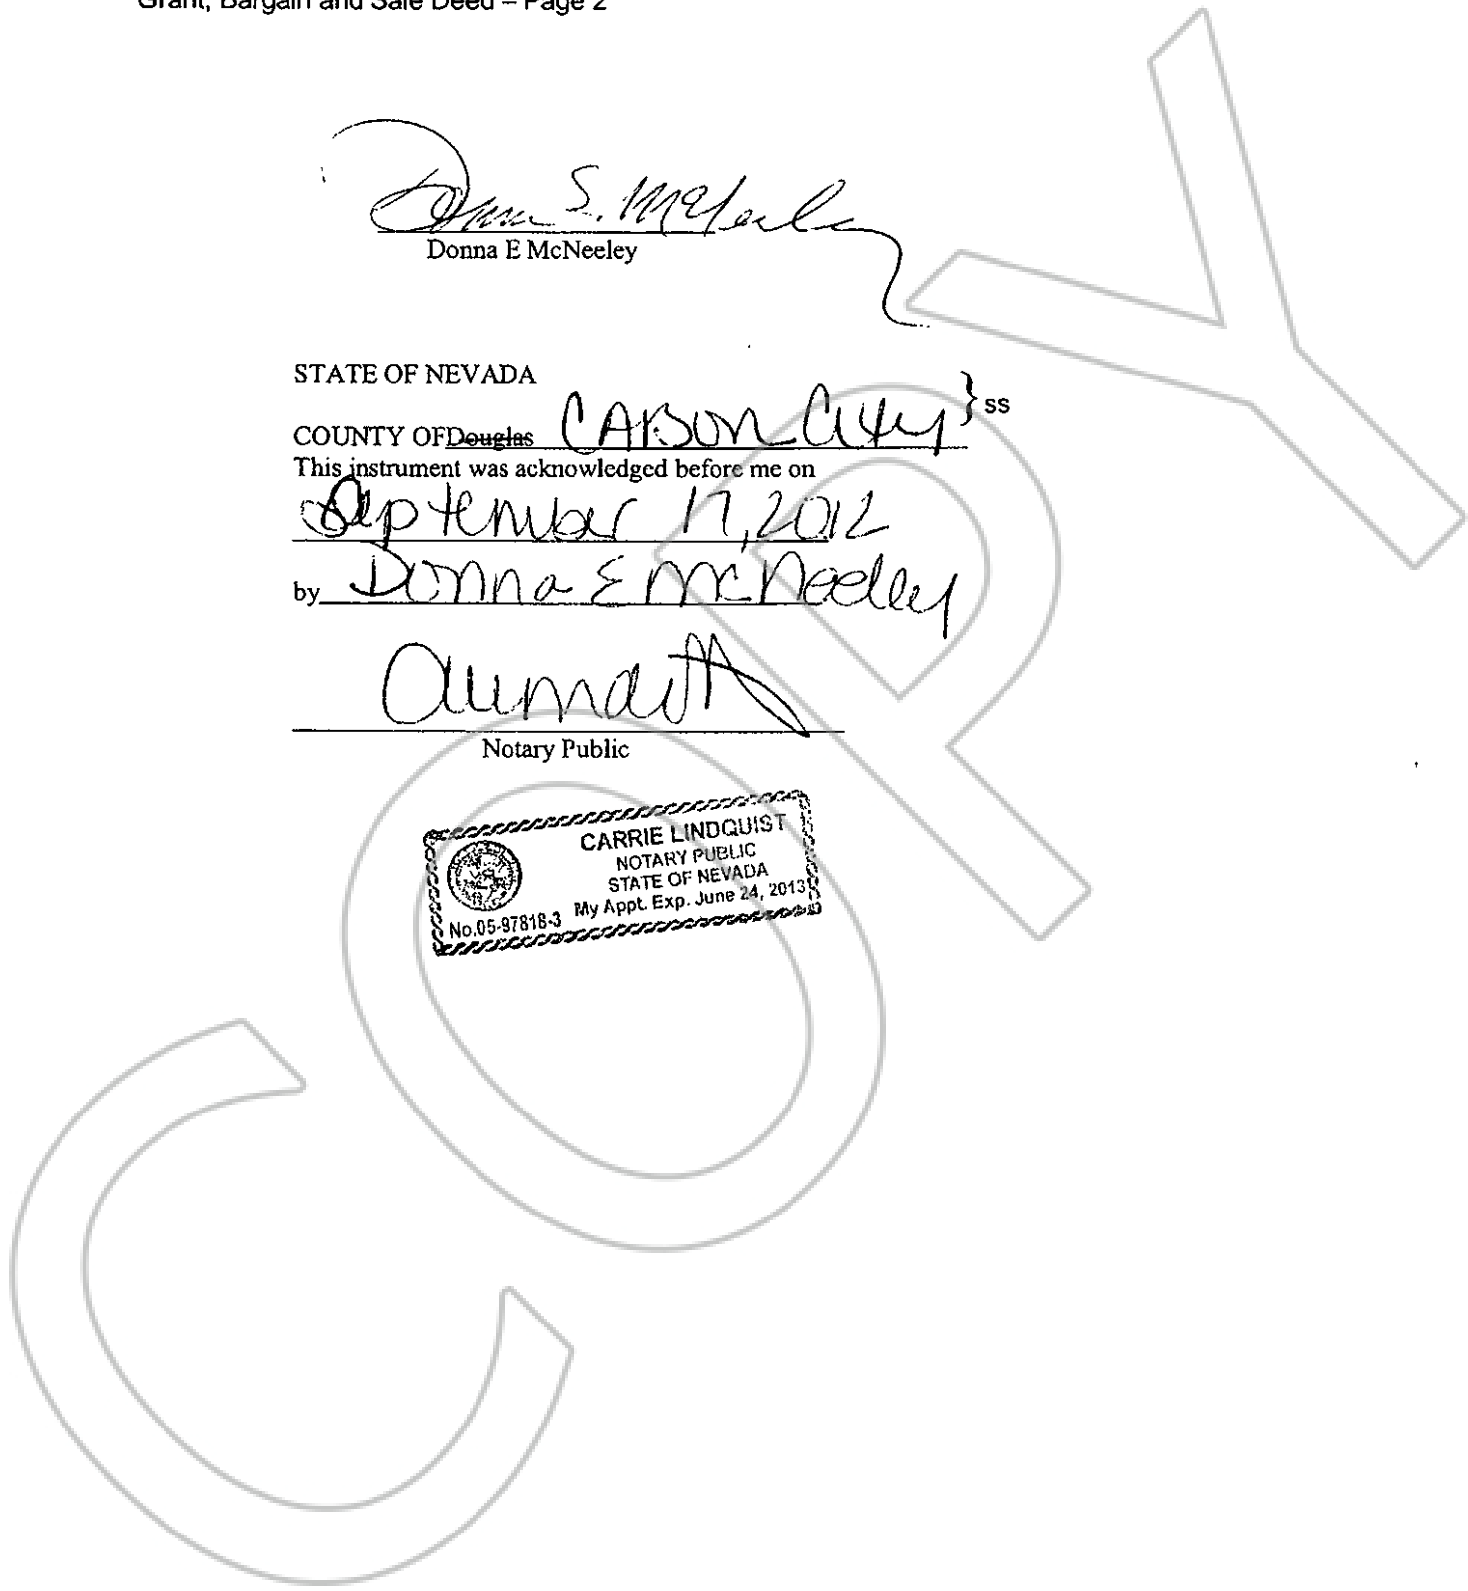 Grant, Bargain and Sale Deed – Page 2
Donna E McNeeley
STATE OF NEVADA
COUNTY OF Douglas Carson City } ss
This instrument was acknowledged before me on
September 17, 2012
by Donna E McNeeley
Notary Public
CARRIE LINDQUIST
NOTARY PUBLIC
STATE OF NEVADA
No.05-97818-3 My Appt. Exp. June 24, 2013
COPY